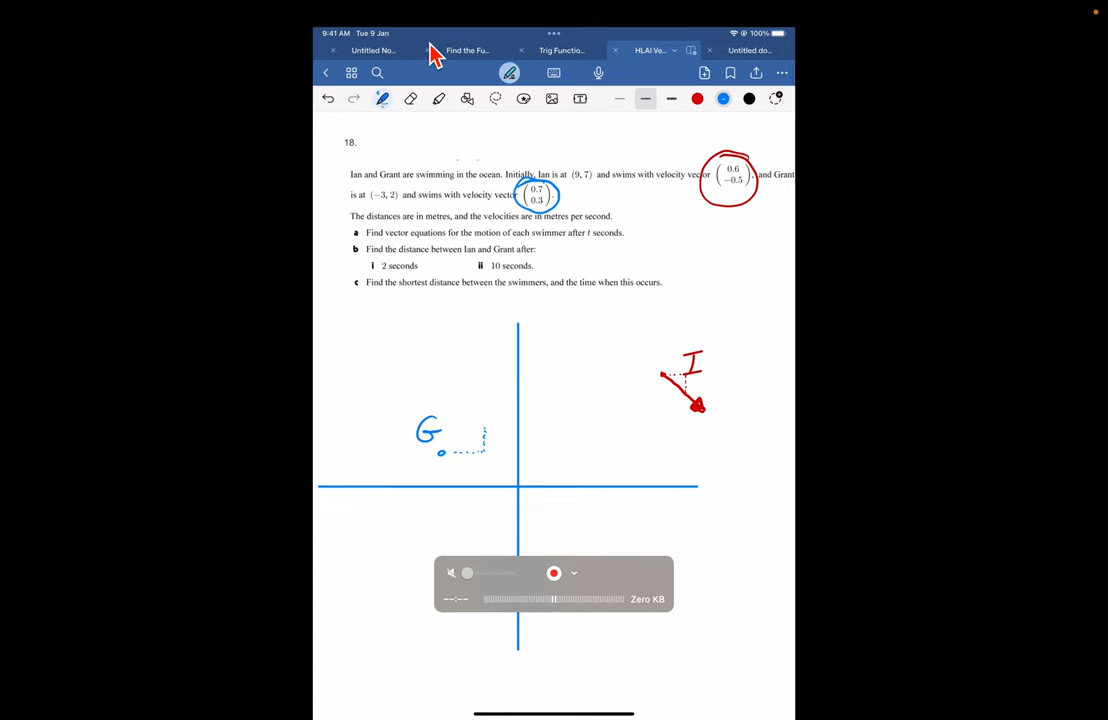 9:41 AM Tue 9 Jan
100%
Untitled No...
Find the Fu...
Trig Functio...
HLAI Ve...
Untitled do...
18.
Ian and Grant are swimming in the ocean. Initially, Ian is at (9, 7) and swims with velocity vector (0.6 −0.5), and Grant
is at (−3, 2) and swims with velocity vector (0.7 0.3).
The distances are in metres, and the velocities are in metres per second.
a Find vector equations for the motion of each swimmer after t seconds.
b Find the distance between Ian and Grant after:
i 2 seconds ii 10 seconds.
c Find the shortest distance between the swimmers, and the time when this occurs.
I
G
--:--
Zero KB